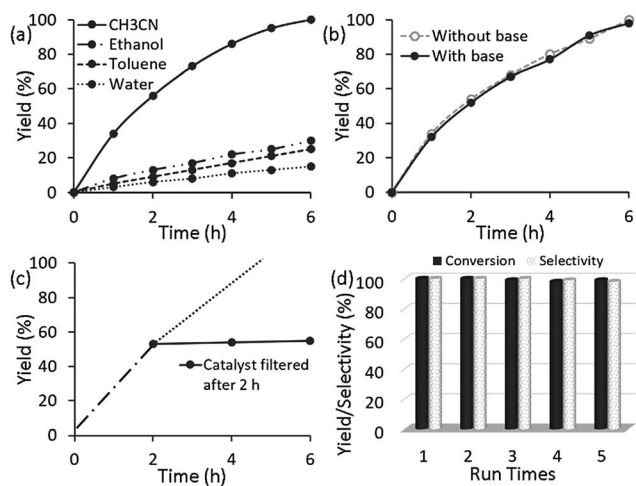 (a)
CH3CN
Ethanol
Toluene
Water
Yield (%)
100
80
60
40
20
0
0 2 4 6
Time (h)
(b)
Without base
With base
Yield (%)
100
80
60
40
20
0
0 2 4 6
Time (h)
(c)
Yield (%)
100
80
60
40
20
0
Catalyst filtered
after 2 h
0 2 4 6
Time (h)
(d)
Conversion Selectivity
Yield/Selectivity (%)
100
80
60
40
20
0
1 2 3 4 5
Run Times